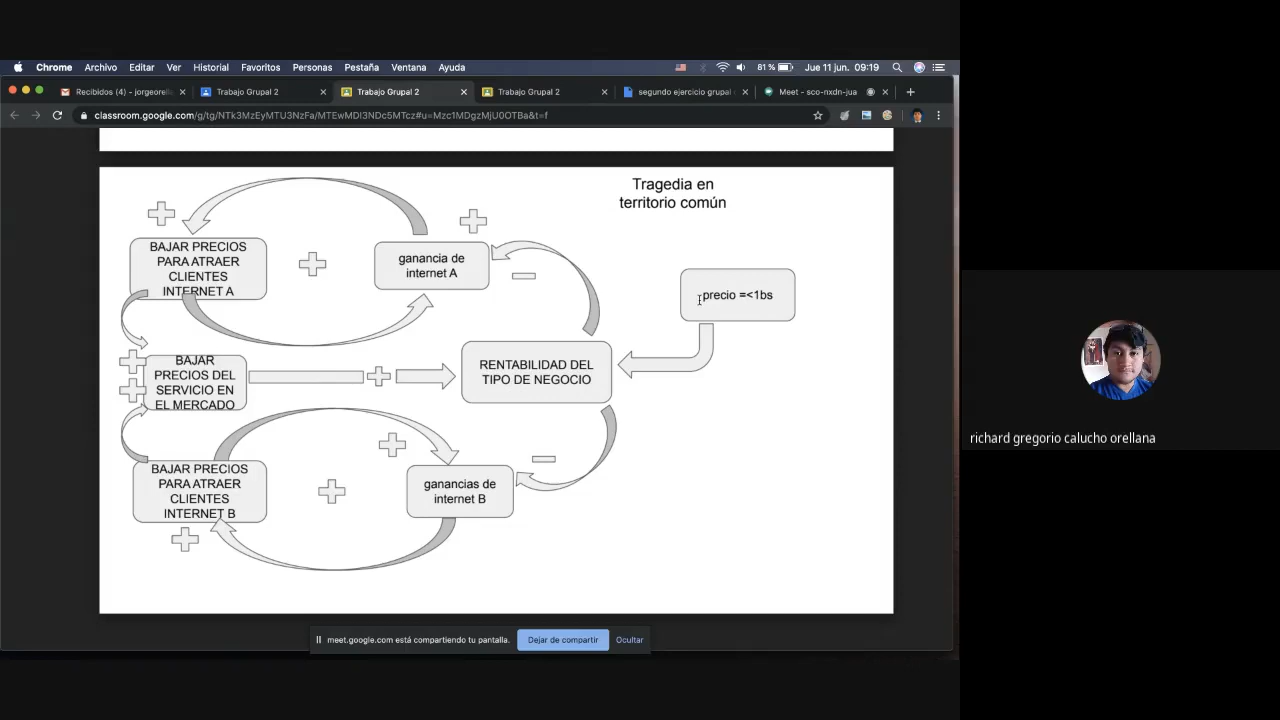 Chrome Archivo Editar Ver Historial Favoritos Personas Pestaña Ventana Ayuda
81 % Jue 11 jun. 09:19
Recibidos (4) - jorgeorell
Trabajo Grupal 2
Trabajo Grupal 2
Trabajo Grupal 2
segundo ejercicio grupal
Meet - sco-nxdn-jua
classroom.google.com/g/tg/NTk3MzEyMTU3NzFa/MTEwMDI3NDc5MTcz#u=Mzc1MDgzMjU0OTBa&t=f
Tragedia en
territorio común
BAJAR PRECIOS
PARA ATRAER
CLIENTES
INTERNET A
ganancia de
internet A
precio =<1bs
BAJAR
PRECIOS DEL
SERVICIO EN
EL MERCADO
RENTABILIDAD DEL
TIPO DE NEGOCIO
BAJAR PRECIOS
PARA ATRAER
CLIENTES
INTERNET B
ganancias de
internet B
richard gregorio calucho orellana
meet.google.com está compartiendo tu pantalla.
Dejar de compartir
Ocultar